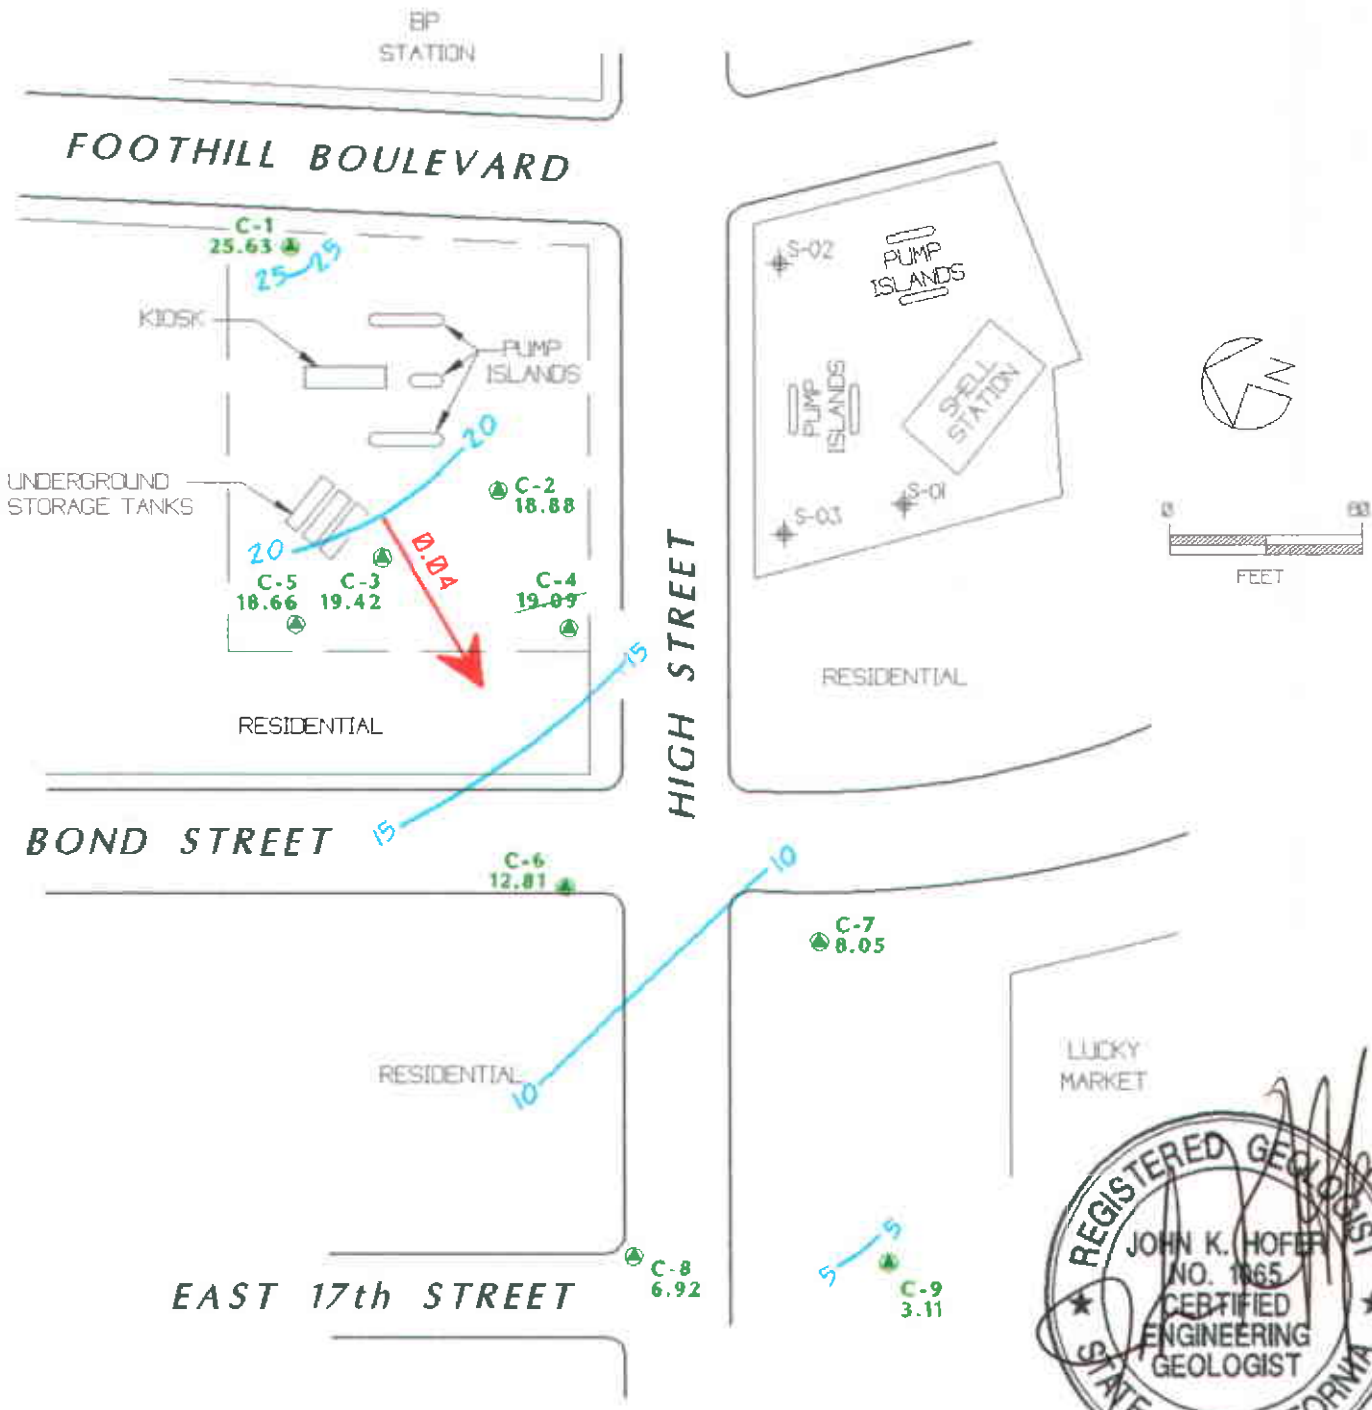 BP
STATION
FOOTHILL BOULEVARD
C-1
25.63
25 25
S-02
PUMP
ISLANDS
KIOSK
PUMP
ISLANDS
SHELL
STATION
PUMP
ISLANDS
20
UNDERGROUND
STORAGE TANKS
C-2
18.88
S-01
S-03
0 80
FEET
20
0.04
C-5
18.66
C-3
19.42
C-4
19.09
HIGH STREET
15
RESIDENTIAL
RESIDENTIAL
15
BOND STREET
C-6
12.81
10
C-7
8.05
LUCKY
MARKET
RESIDENTIAL
10
5
5
C-8
6.92
C-9
3.11
EAST 17th STREET
REGISTERED GEOLOGIST
JOHN K. HOFER
NO. 1065
CERTIFIED
ENGINEERING
GEOLOGIST
STATE